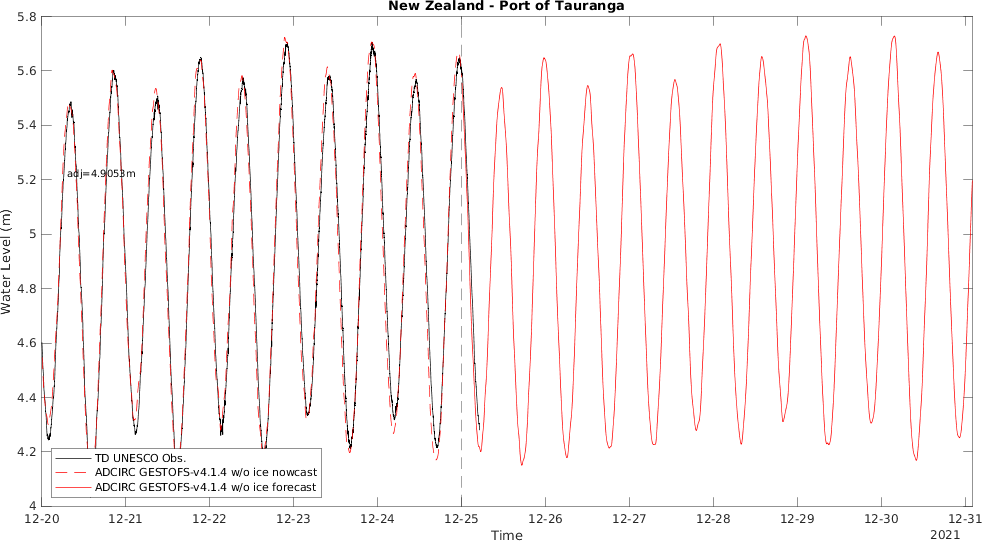 New Zealand - Port of Tauranga
5.8
5.6
5.4
5.2
5
4.8
4.6
4.4
4.2
4
Water Level (m)
adj=4.9053m
TD UNESCO Obs.
ADCIRC GESTOFS-v4.1.4 w/o ice nowcast
ADCIRC GESTOFS-v4.1.4 w/o ice forecast
12-20 12-21 12-22 12-23 12-24 12-25 12-26 12-27 12-28 12-29 12-30 12-31
Time
2021